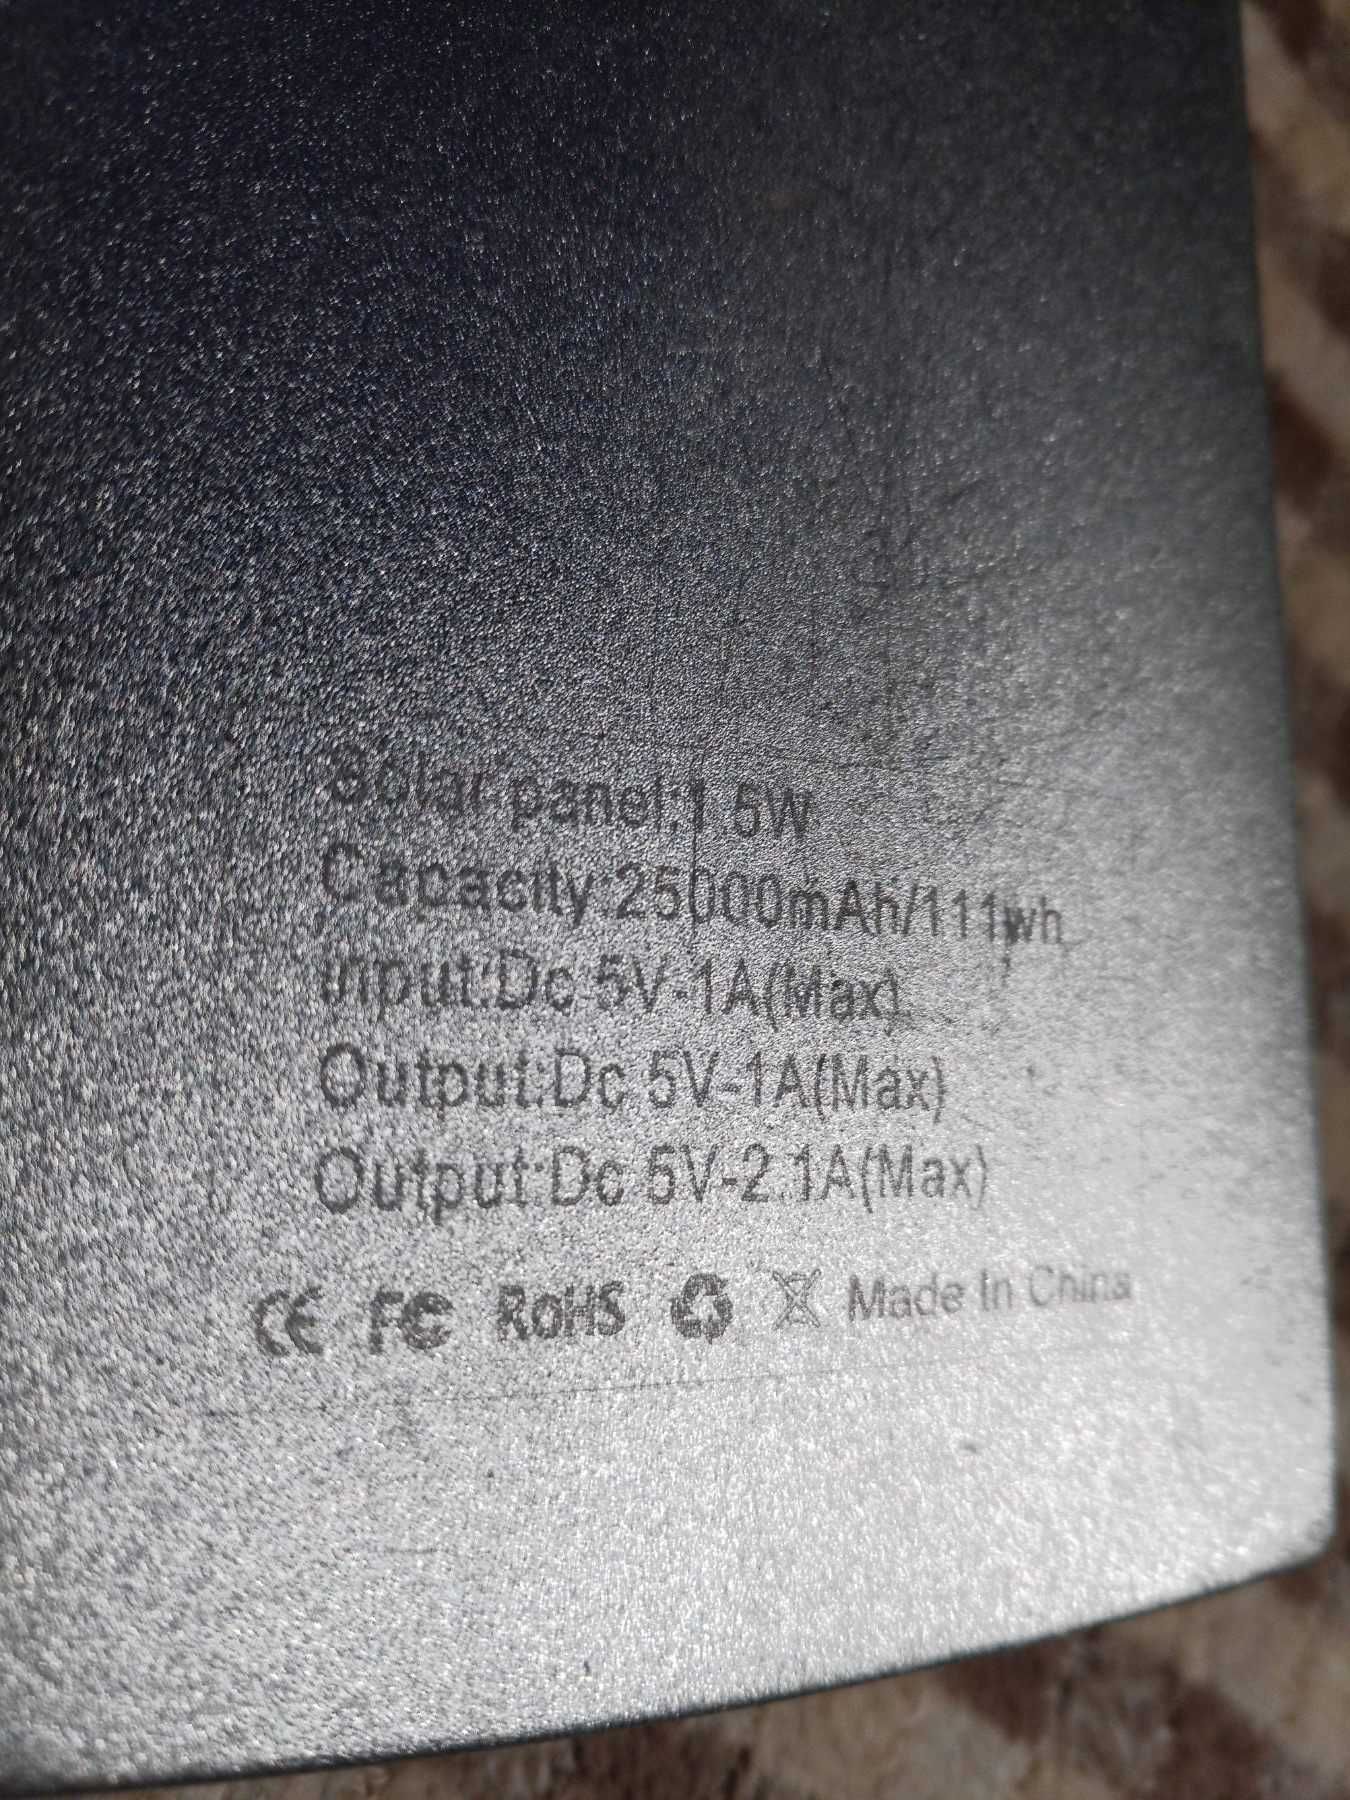 Solar panel:1.5W
Capacity:25000mAh/111wh
Input:Dc 5V-1A(Max)
Output:Dc 5V-1A(Max)
Output:Dc 5V-2.1A(Max)
CE FC RoHS Made In China